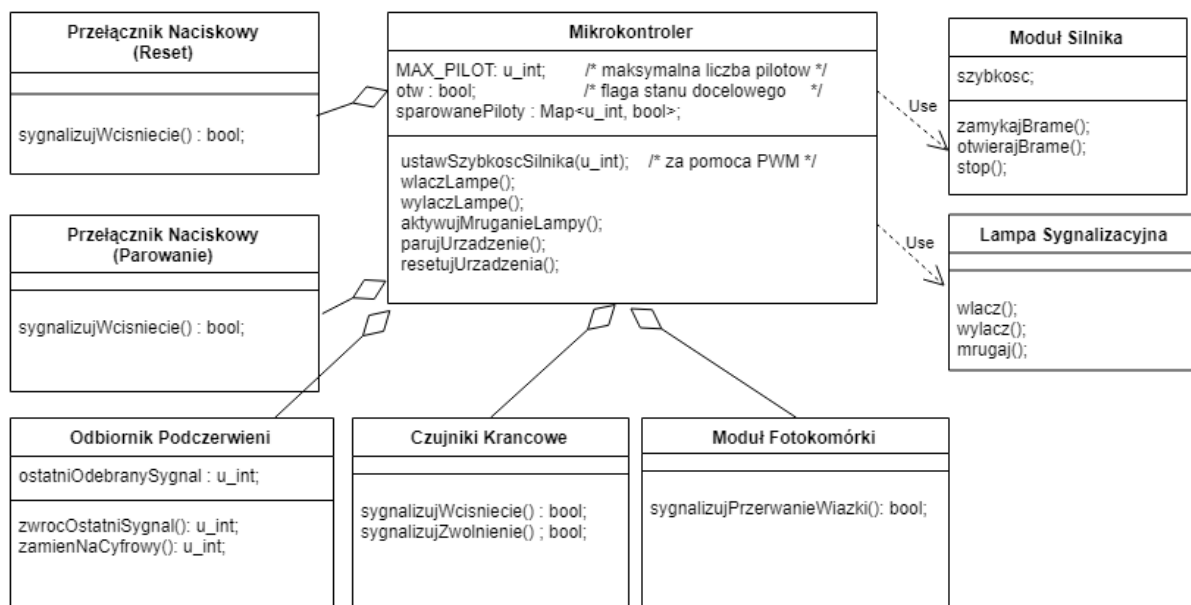 Przełącznik Naciskowy
(Reset)
sygnalizujWcisniecie() : bool;
Mikrokontroler
MAX_PILOT: u_int; /* maksymalna liczba pilotow */
otw : bool; /* flaga stanu docelowego */
sparowanePiloty : Map<u_int, bool>;
ustawSzybkoscSilnika(u_int); /* za pomoca PWM */
wlaczLampe();
wylaczLampe();
aktywujMruganieLampy();
parujUrzadzenie();
resetujUrzadzenia();
Use
Moduł Silnika
szybkosc;
zamykajBrame();
otwierajBrame();
stop();
Przełącznik Naciskowy
(Parowanie)
sygnalizujWcisniecie() : bool;
Use
Lampa Sygnalizacyjna
wlacz();
wylacz();
mrugaj();
Odbiornik Podczerwieni
ostatniOdebranySygnal : u_int;
zwrocOstatniSygnal(): u_int;
zamienNaCyfrowy(): u_int;
Czujniki Krancowe
sygnalizujWcisniecie() : bool;
sygnalizujZwolnienie() ; bool;
Moduł Fotokomórki
sygnalizujPrzerwanieWiazki(): bool;